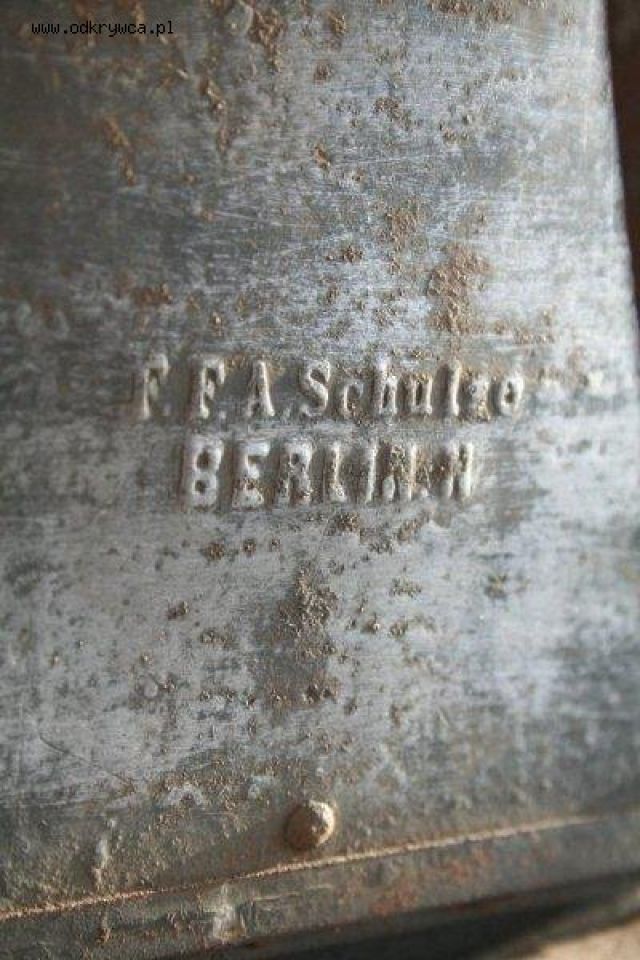 www.odkrywca.pl
F. F. A. Schulze
BERLIN. N